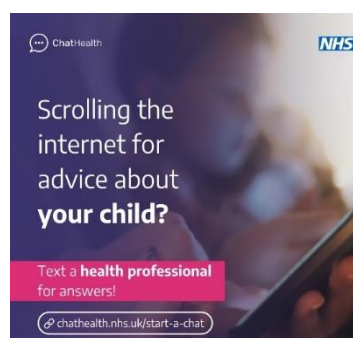 ChatHealth
NHS
Scrolling the
internet for
advice about
your child?
Text a health professional
for answers!
chathealth.nhs.uk/start-a-chat